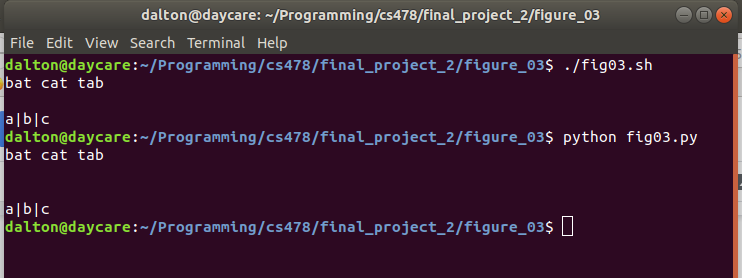 dalton@daycare: ~/Programming/cs478/final_project_2/figure_03
File Edit View Search Terminal Help
dalton@daycare:~/Programming/cs478/final_project_2/figure_03$ ./fig03.sh
bat cat tab
a|b|c
dalton@daycare:~/Programming/cs478/final_project_2/figure_03$ python fig03.py
bat cat tab
a|b|c
dalton@daycare:~/Programming/cs478/final_project_2/figure_03$